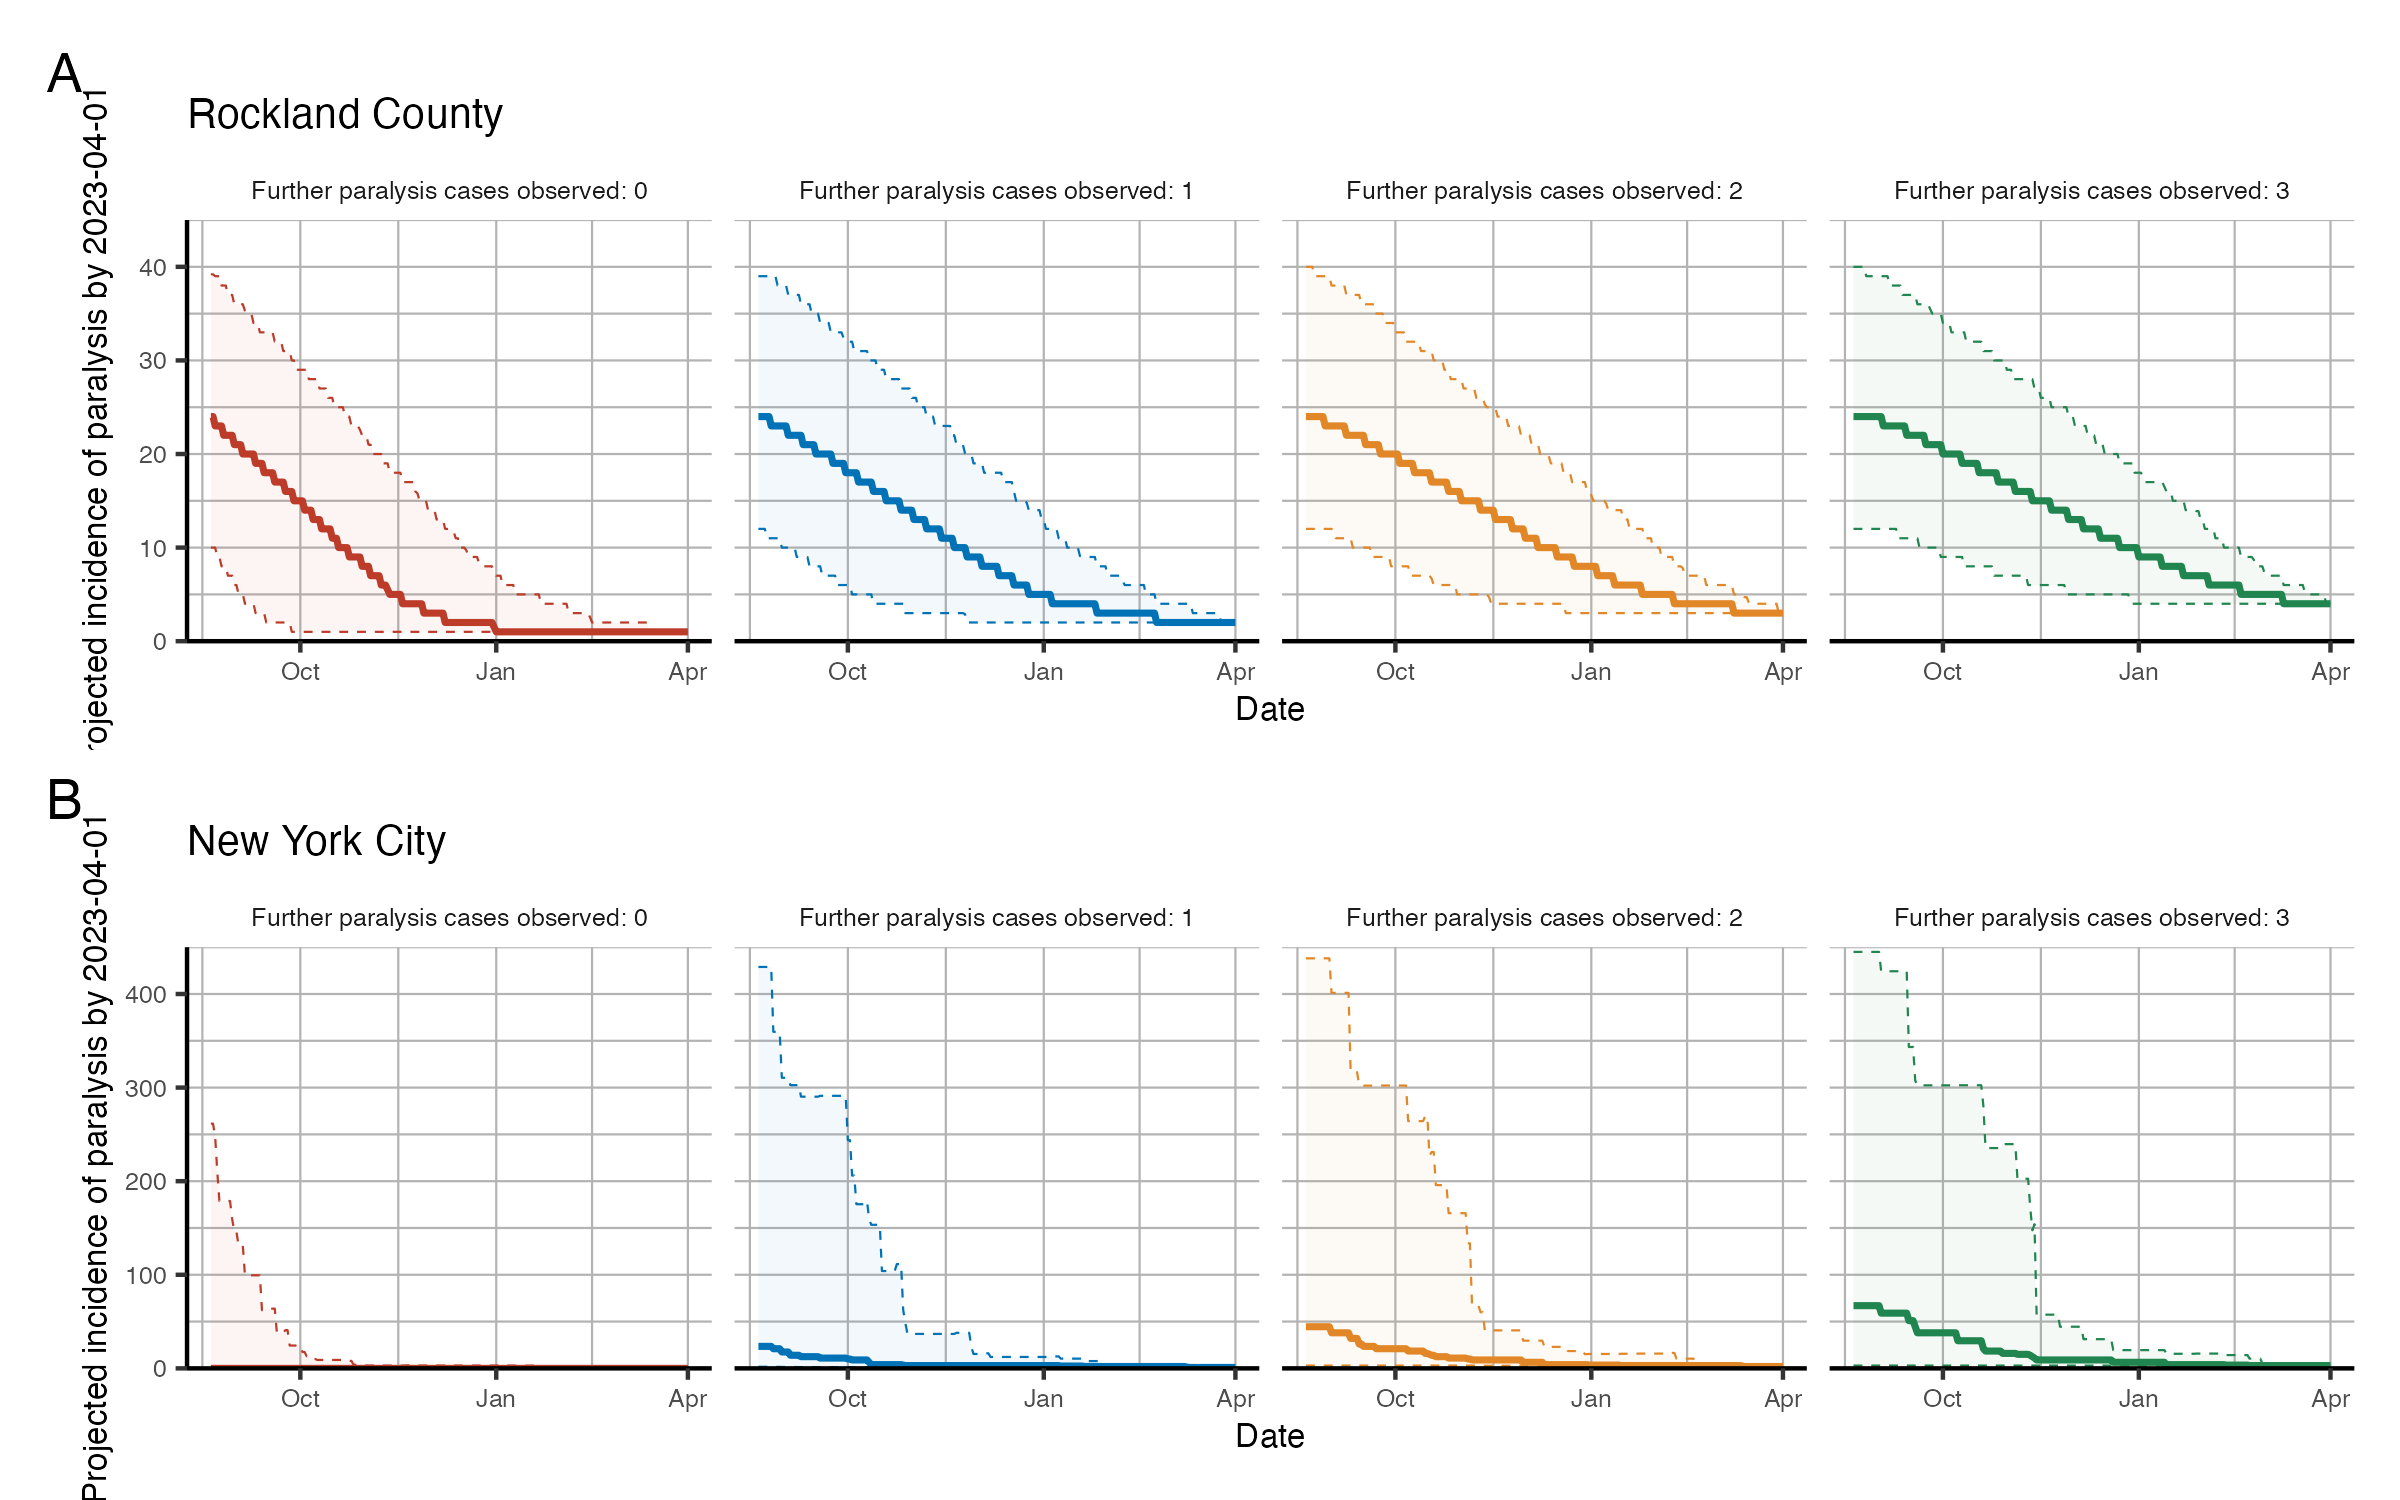 A
Rockland County
Further paralysis cases observed: 0
Further paralysis cases observed: 1
Further paralysis cases observed: 2
Further paralysis cases observed: 3
incidence of paralysis by 2023-04-01
40
30
20
10
0
Oct
Jan
Apr
Oct
Jan
Apr
Oct
Jan
Apr
Oct
Jan
Apr
Date
B
New York City
Further paralysis cases observed: 0
Further paralysis cases observed: 1
Further paralysis cases observed: 2
Further paralysis cases observed: 3
Projected incidence of paralysis by 2023-04-01
400
300
200
100
0
Oct
Jan
Apr
Oct
Jan
Apr
Oct
Jan
Apr
Oct
Jan
Apr
Date